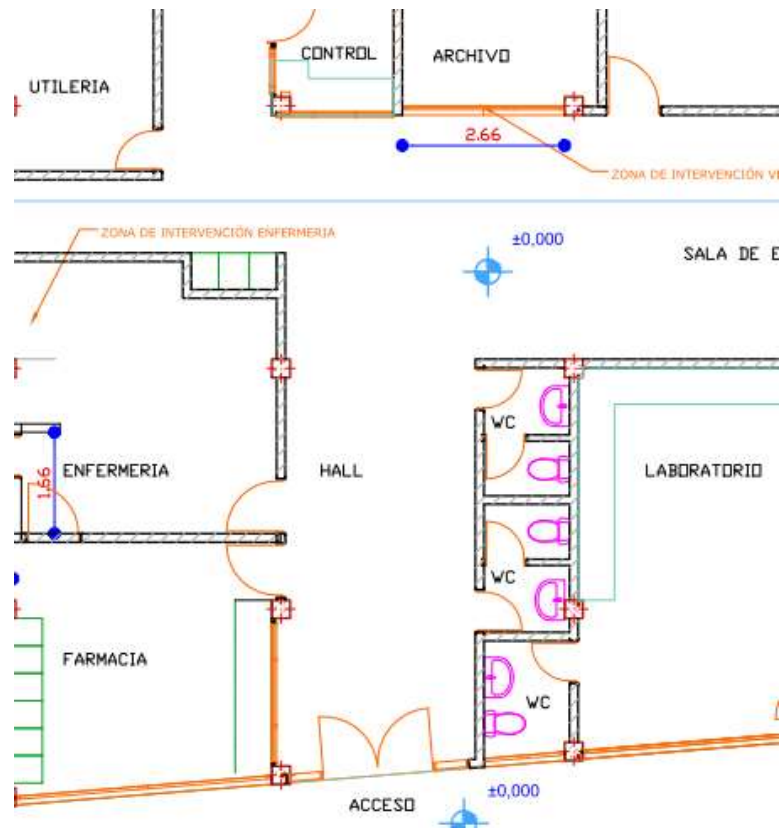 CONTROL
ARCHIVO
UTILERIA
2.66
ZONA DE INTERVENCIÓN VE
ZONA DE INTERVENCIÓN ENFERMERIA
±0,000
SALA DE E
WC
ENFERMERIA
HALL
LABORATORIO
1,66
WC
FARMACIA
WC
±0,000
ACCESO